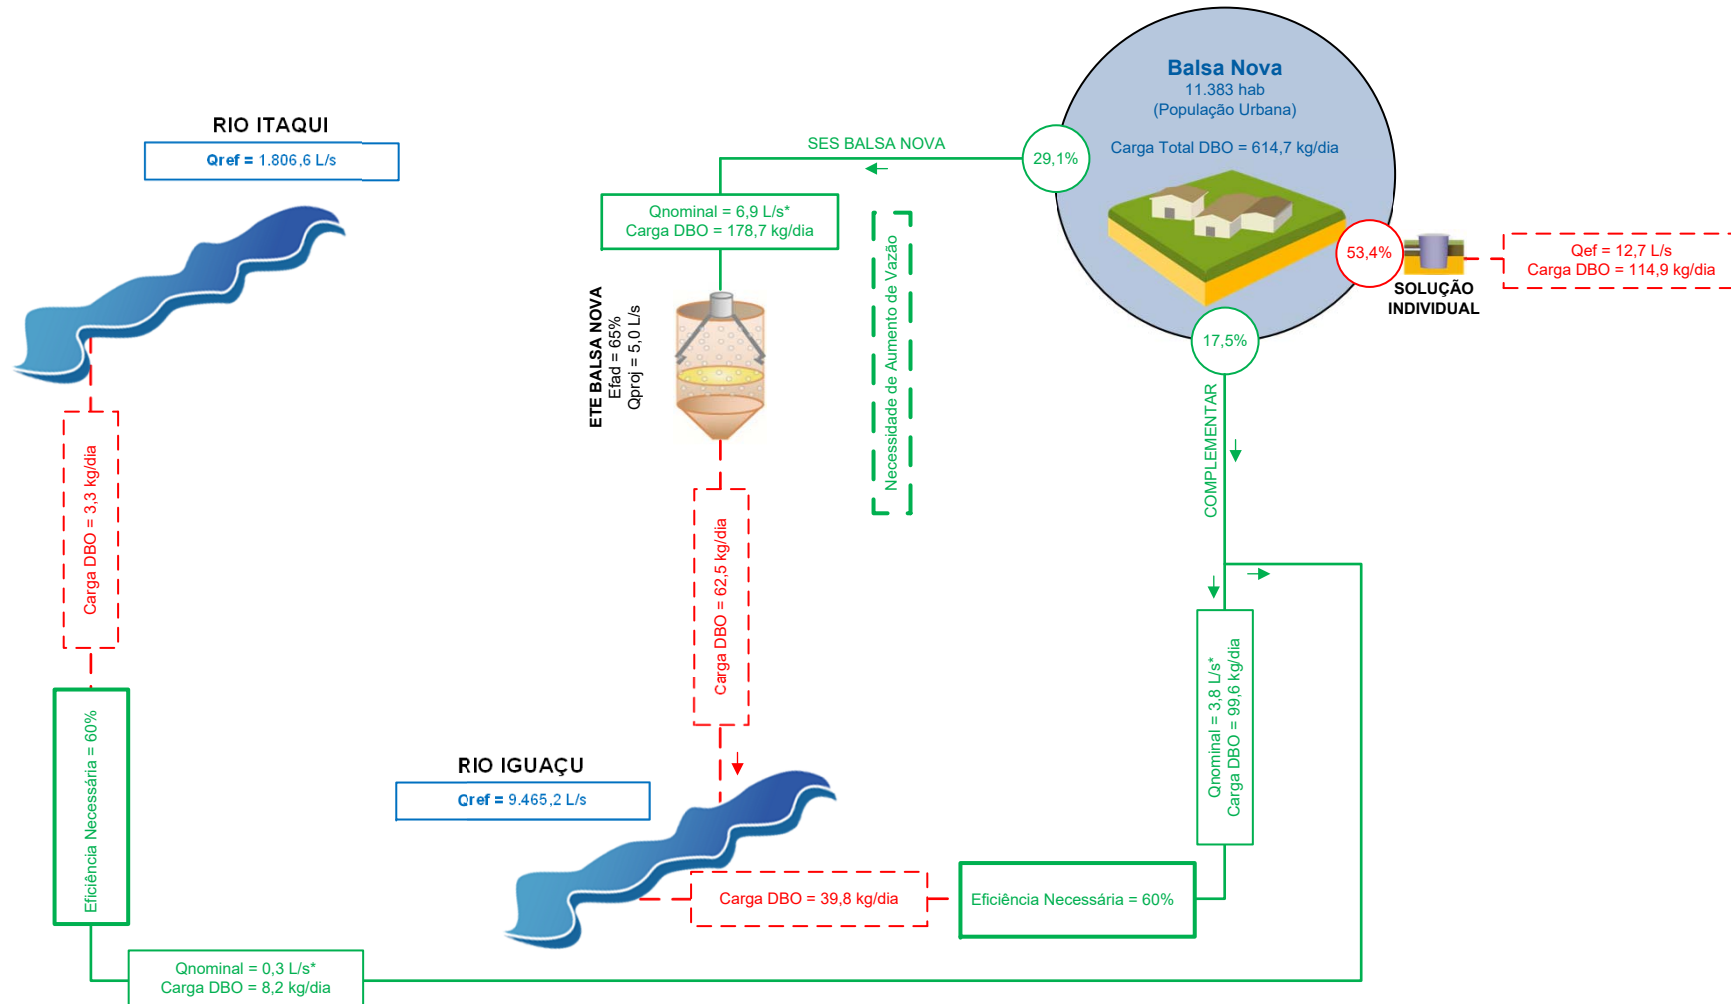 Balsa Nova
11.383 hab
(População Urbana)
Carga Total DBO = 614,7 kg/dia
RIO ITAQUI
Qref = 1.806,6 L/s
SES BALSA NOVA
29,1%
Qnominal = 6,9 L/s*
Carga DBO = 178,7 kg/dia
53,4%
SOLUÇÃO
INDIVIDUAL
Qef = 12,7 L/s
Carga DBO = 114,9 kg/dia
17,5%
ETE BALSA NOVA
Efad = 65%
Qproj = 5,0 L/s
Necessidade de Aumento de Vazão
COMPLEMENTAR
Carga DBO = 3,3 kg/dia
Carga DBO = 62,5 kg/dia
Qnominal = 3,8 L/s*
Carga DBO = 99,6 kg/dia
Eficiência Necessária = 60%
RIO IGUAÇU
Qref = 9.465,2 L/s
Carga DBO = 39,8 kg/dia
Eficiência Necessária = 60%
Qnominal = 0,3 L/s*
Carga DBO = 8,2 kg/dia